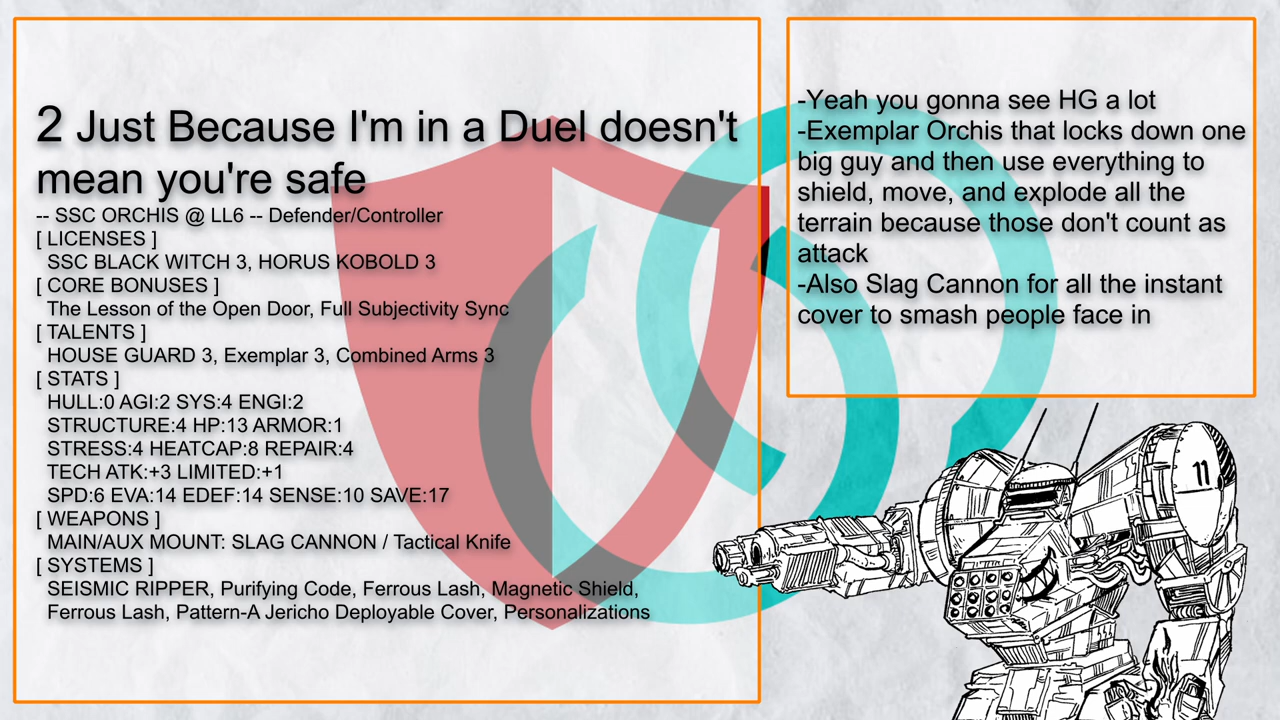 2 Just Because I'm in a Duel doesn't
mean you're safe
-- SSC ORCHIS @ LL6 -- Defender/Controller
[ LICENSES ]
SSC BLACK WITCH 3, HORUS KOBOLD 3
[ CORE BONUSES ]
The Lesson of the Open Door, Full Subjectivity Sync
[ TALENTS ]
HOUSE GUARD 3, Exemplar 3, Combined Arms 3
[ STATS ]
HULL:0 AGI:2 SYS:4 ENGI:2
STRUCTURE:4 HP:13 ARMOR:1
STRESS:4 HEATCAP:8 REPAIR:4
TECH ATK:+3 LIMITED:+1
SPD:6 EVA:14 EDEF:14 SENSE:10 SAVE:17
[ WEAPONS ]
MAIN/AUX MOUNT: SLAG CANNON / Tactical Knife
[ SYSTEMS ]
SEISMIC RIPPER, Purifying Code, Ferrous Lash, Magnetic Shield,
Ferrous Lash, Pattern-A Jericho Deployable Cover, Personalizations
-Yeah you gonna see HG a lot
-Exemplar Orchis that locks down one
big guy and then use everything to
shield, move, and explode all the
terrain because those don't count as
attack
-Also Slag Cannon for all the instant
cover to smash people face in
11